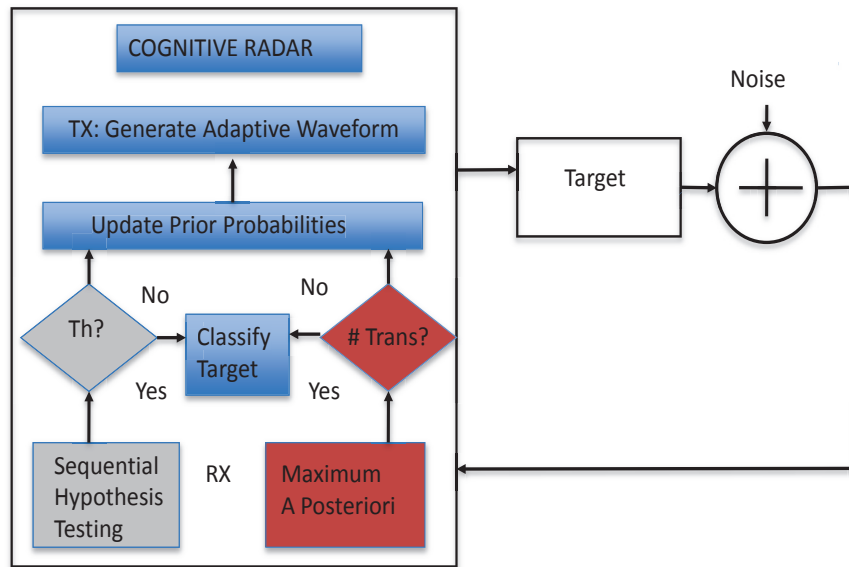 COGNITIVE RADAR
Noise
TX: Generate Adaptive Waveform
Target
Update Prior Probabilities
No
No
Th?
Classify
Target
# Trans?
Yes
Yes
Sequential
Hypothesis
Testing
RX
Maximum
A Posteriori